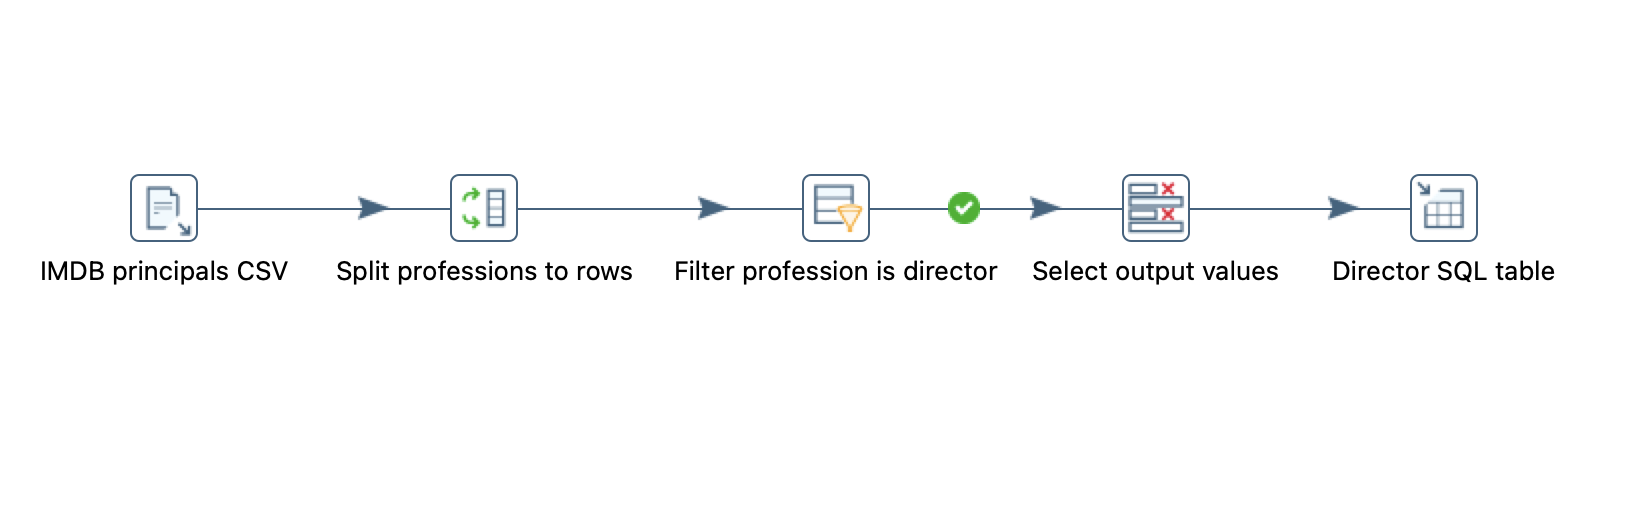 IMDB principals CSV
Split professions to rows
Filter profession is director
Select output values
Director SQL table